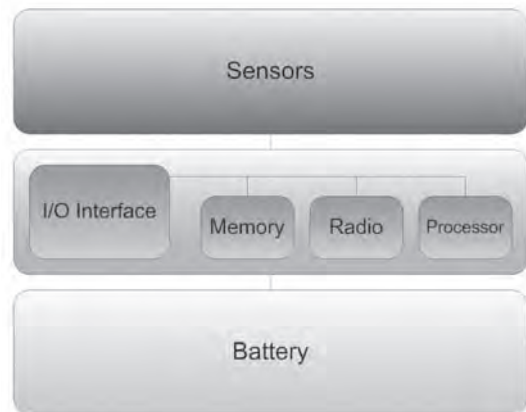 Sensors
I/O Interface
Memory
Radio
Processor
Battery